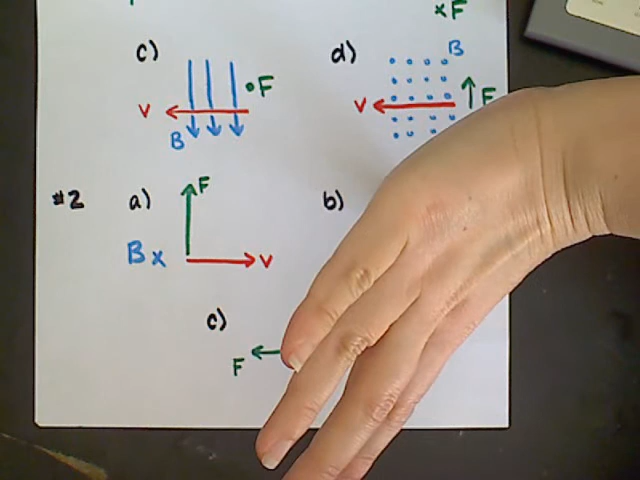 x F
c) B V F
d) B V F
#2 a) F B x V
b)
c) F